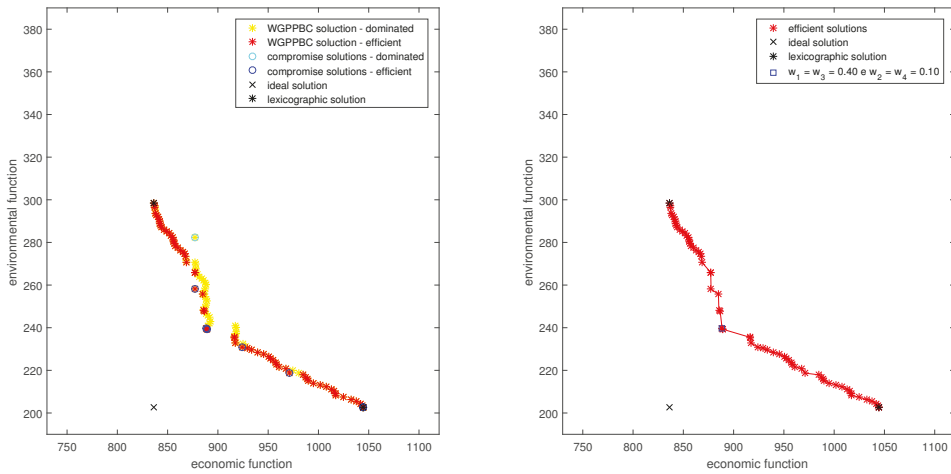 WGPPBC soluction - dominated
WGPPBC soluction - efficient
compromise solutions - dominated
compromise solutions - efficient
ideal solution
lexicographic solution
environmental function
380
360
340
320
300
280
260
240
220
200
750 800 850 900 950 1000 1050 1100
economic function
efficient solutions
ideal solution
lexicographic solution
w1 = w3 = 0.40 e w2 = w4 = 0.10
environmental function
380
360
340
320
300
280
260
240
220
200
750 800 850 900 950 1000 1050 1100
economic function